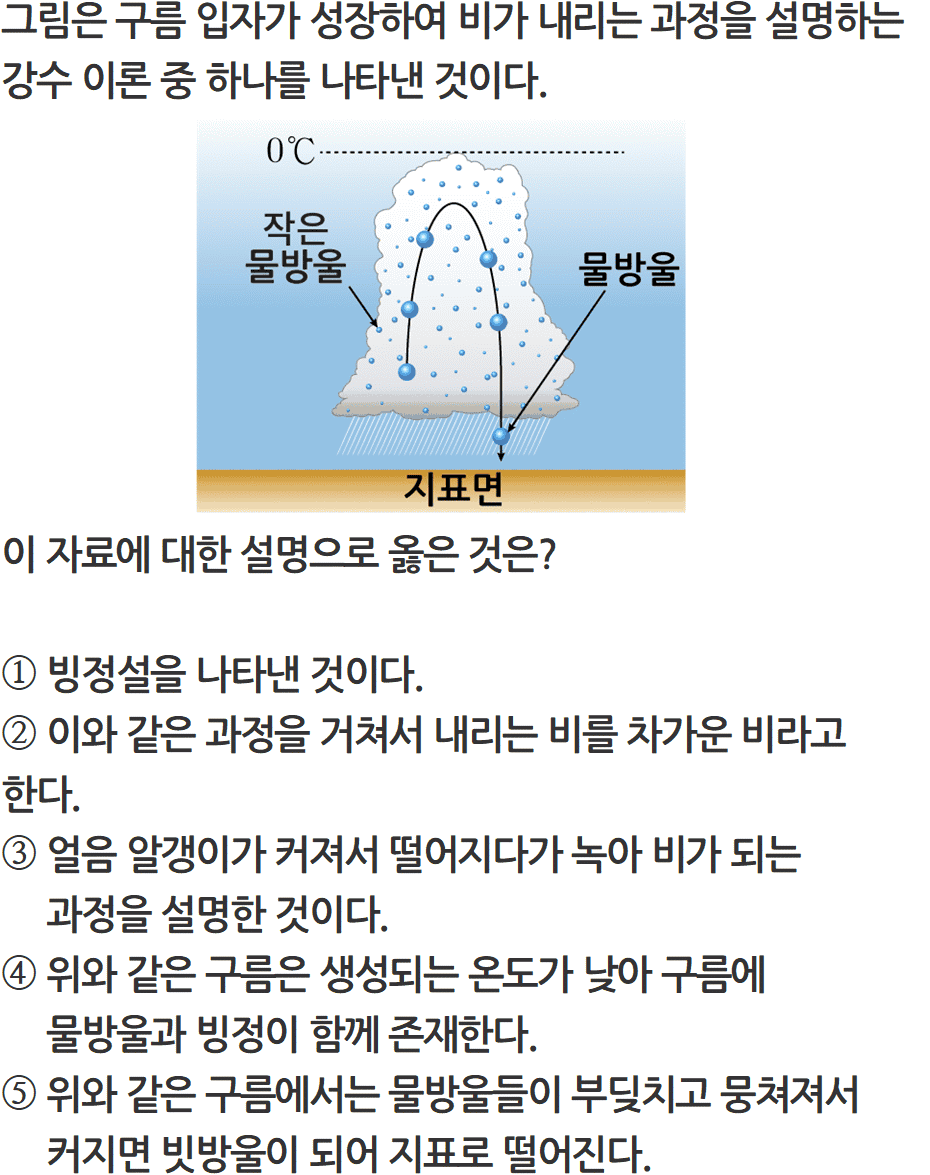 그림은 구름 입자가 성장하여 비가 내리는 과정을 설명하는
강수 이론 중 하나를 나타낸 것이다.
0℃
작은
물방울
물방울
지표면
이 자료에 대한 설명으로 옳은 것은?
① 빙정설을 나타낸 것이다.
② 이와 같은 과정을 거쳐서 내리는 비를 차가운 비라고
한다.
③ 얼음 알갱이가 커져서 떨어지다가 녹아 비가 되는
과정을 설명한 것이다.
④ 위와 같은 구름은 생성되는 온도가 낮아 구름에
물방울과 빙정이 함께 존재한다.
⑤ 위와 같은 구름에서는 물방울들이 부딪치고 뭉쳐져서
커지면 빗방울이 되어 지표로 떨어진다.